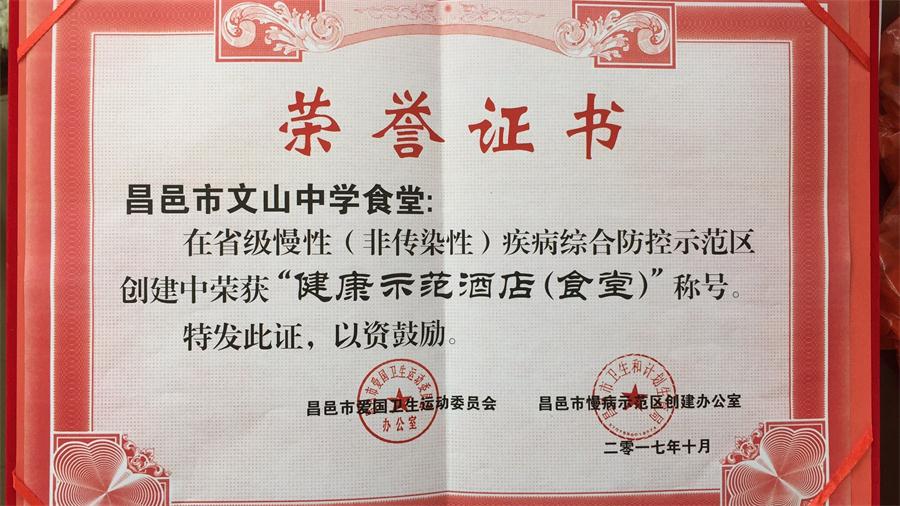 荣誉证书
昌邑市文山中学食堂:
在省级慢性（非传染性）疾病综合防控示范区
创建中荣获“健康示范酒店(食堂)”称号。
特发此证，以资鼓励。
昌邑市爱国卫生运动委员会
昌邑市慢病示范区创建办公室
办公室
二零一七年十月